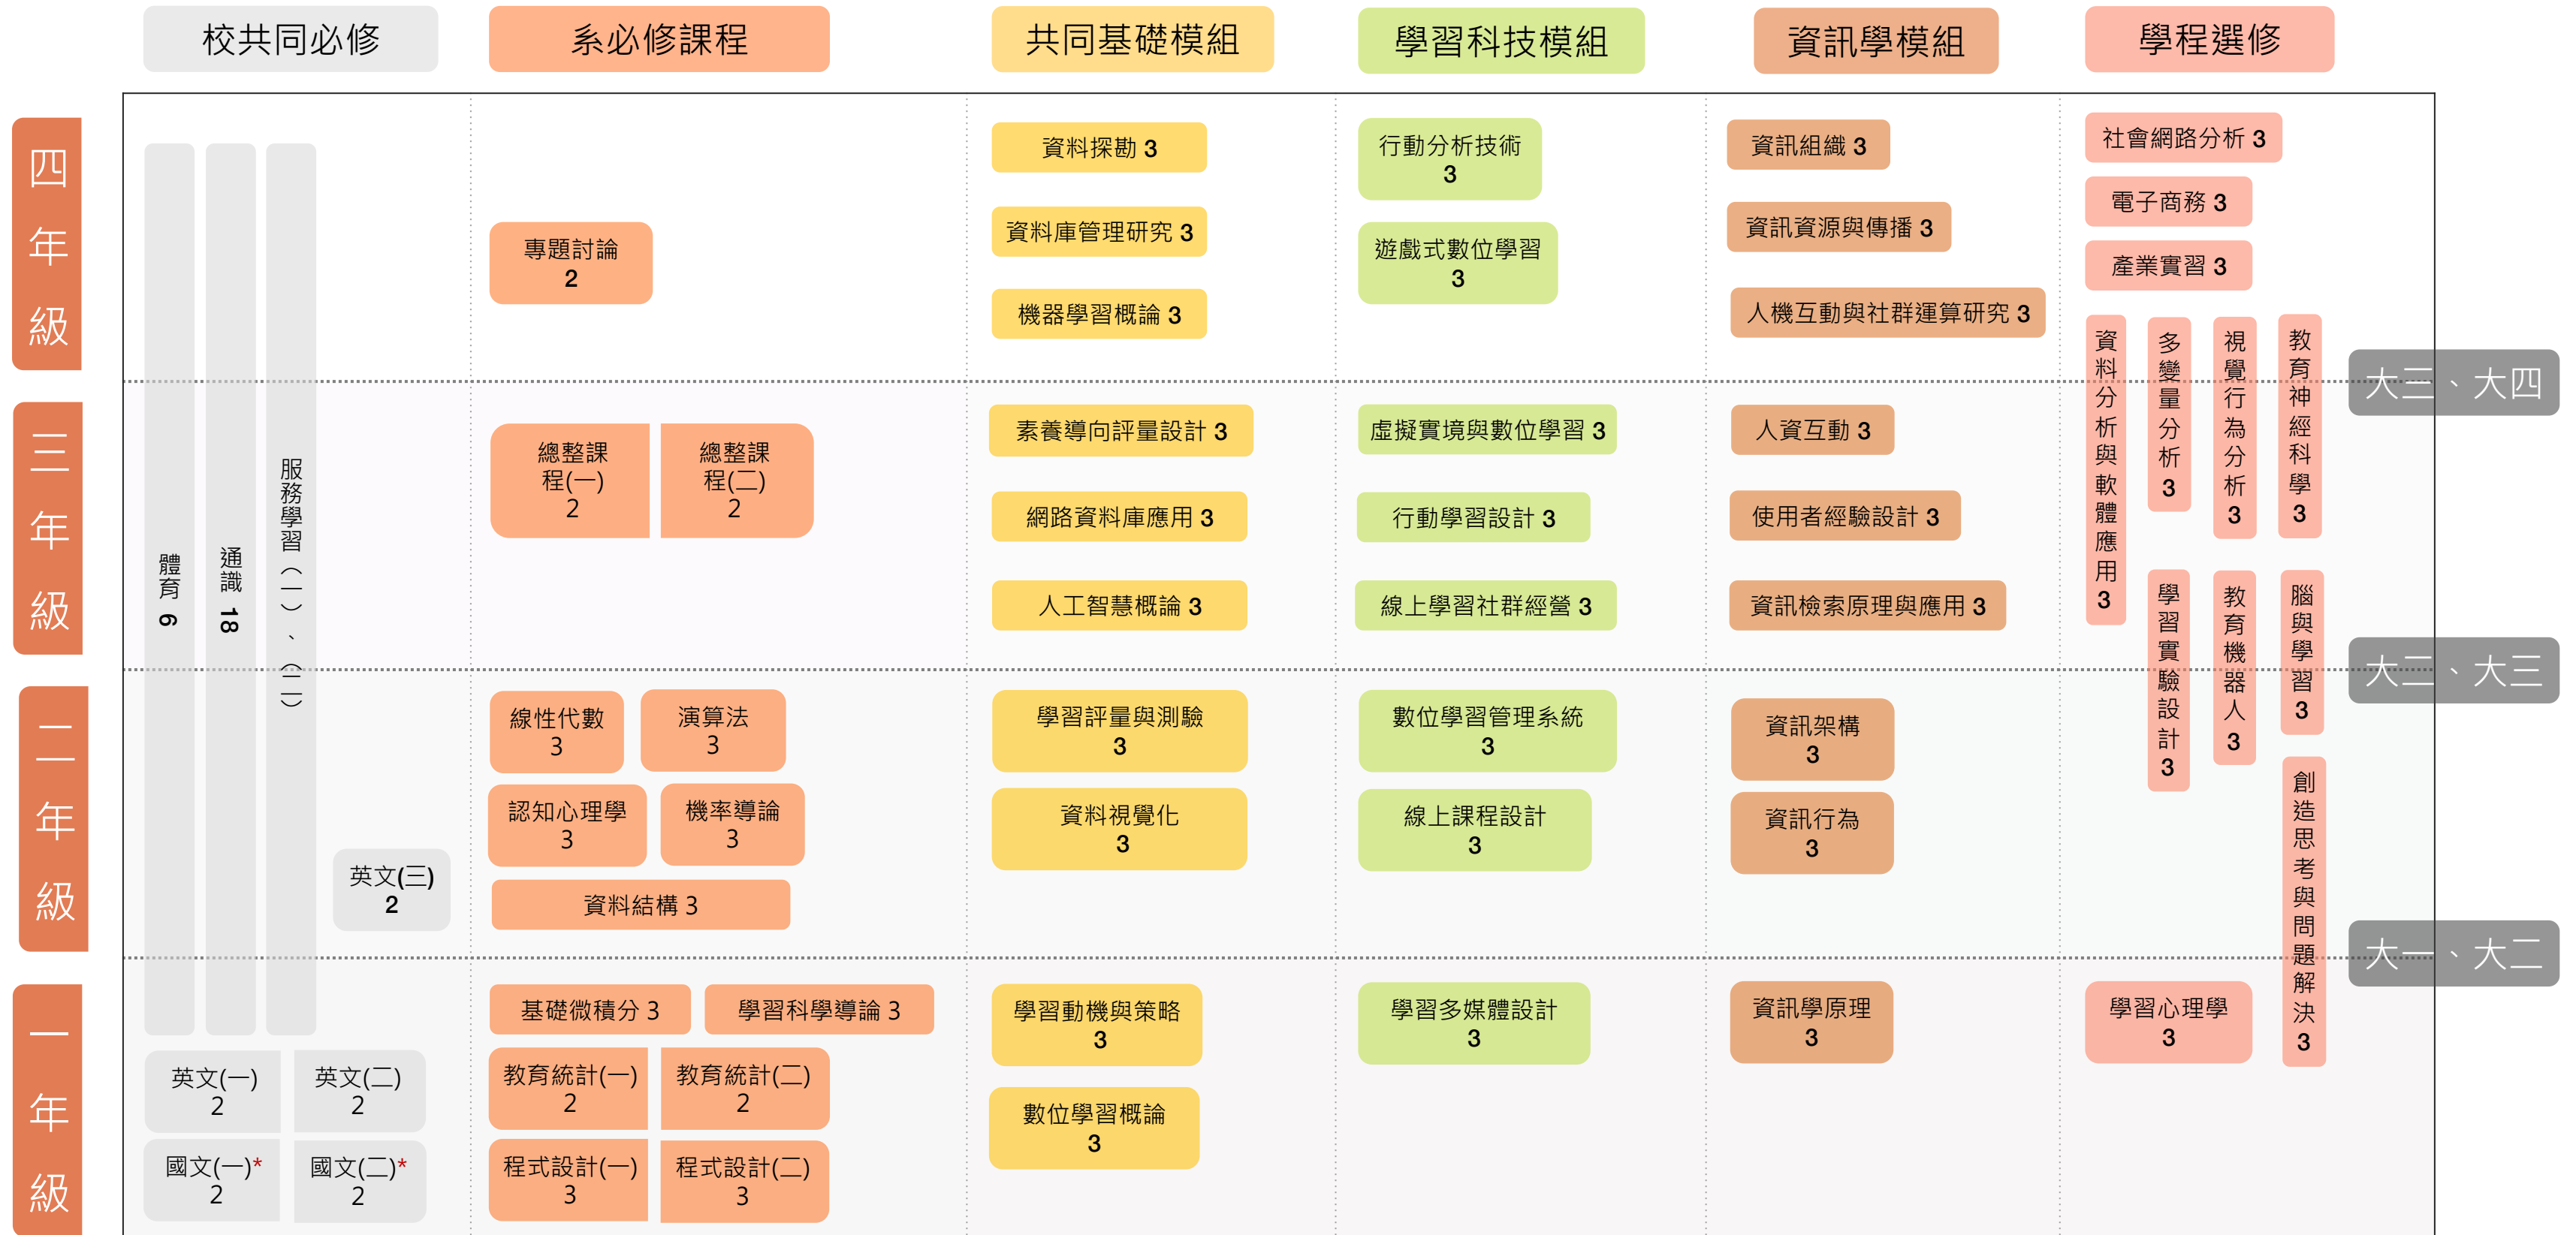 校共同必修
系必修課程
共同基礎模組
學習科技模組
資訊學模組
學程選修
四年級
體育 6
通識 18
服務學習（一）、（二）
專題討論
2
資料探勘 3
資料庫管理研究 3
機器學習概論 3
行動分析技術
3
遊戲式數位學習
3
資訊組織 3
資訊資源與傳播 3
人機互動與社群運算研究 3
社會網路分析 3
電子商務 3
產業實習 3
資料分析與軟體應用 3
多變量分析 3
視覺行為分析 3
教育神經科學 3
大三、大四
三年級
總整課
程(一)
2
總整課
程(二)
2
素養導向評量設計 3
網路資料庫應用 3
人工智慧概論 3
虛擬實境與數位學習 3
行動學習設計 3
線上學習社群經營 3
人資互動 3
使用者經驗設計 3
資訊檢索原理與應用 3
學習實驗設計 3
教育機器人 3
腦與學習 3
大二、大三
二年級
英文(三)
2
線性代數
3
演算法
3
認知心理學
3
機率導論
3
資料結構 3
學習評量與測驗
3
資料視覺化
3
數位學習管理系統
3
線上課程設計
3
資訊架構
3
資訊行為
3
創造思考與問題解決 3
大一、大二
一年級
英文(一)
2
英文(二)
2
國文(一)*
2
國文(二)*
2
基礎微積分 3
學習科學導論 3
教育統計(一)
2
教育統計(二)
2
程式設計(一)
3
程式設計(二)
3
學習動機與策略
3
數位學習概論
3
學習多媒體設計
3
資訊學原理
3
學習心理學
3